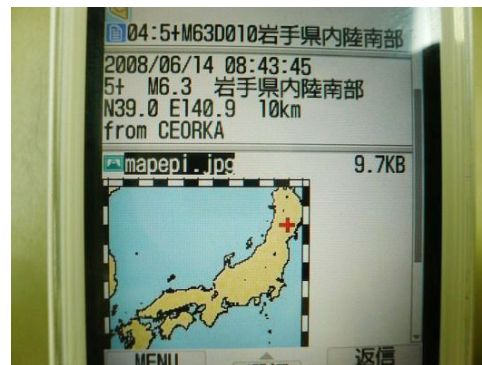 04:5+M63D010岩手県内陸南部
2008/06/14 08:43:45
5+ M6.3 岩手県内陸南部
N39.0 E140.9 10km
from CEORKA
mapepi.jpg 9.7KB
MENU 返信